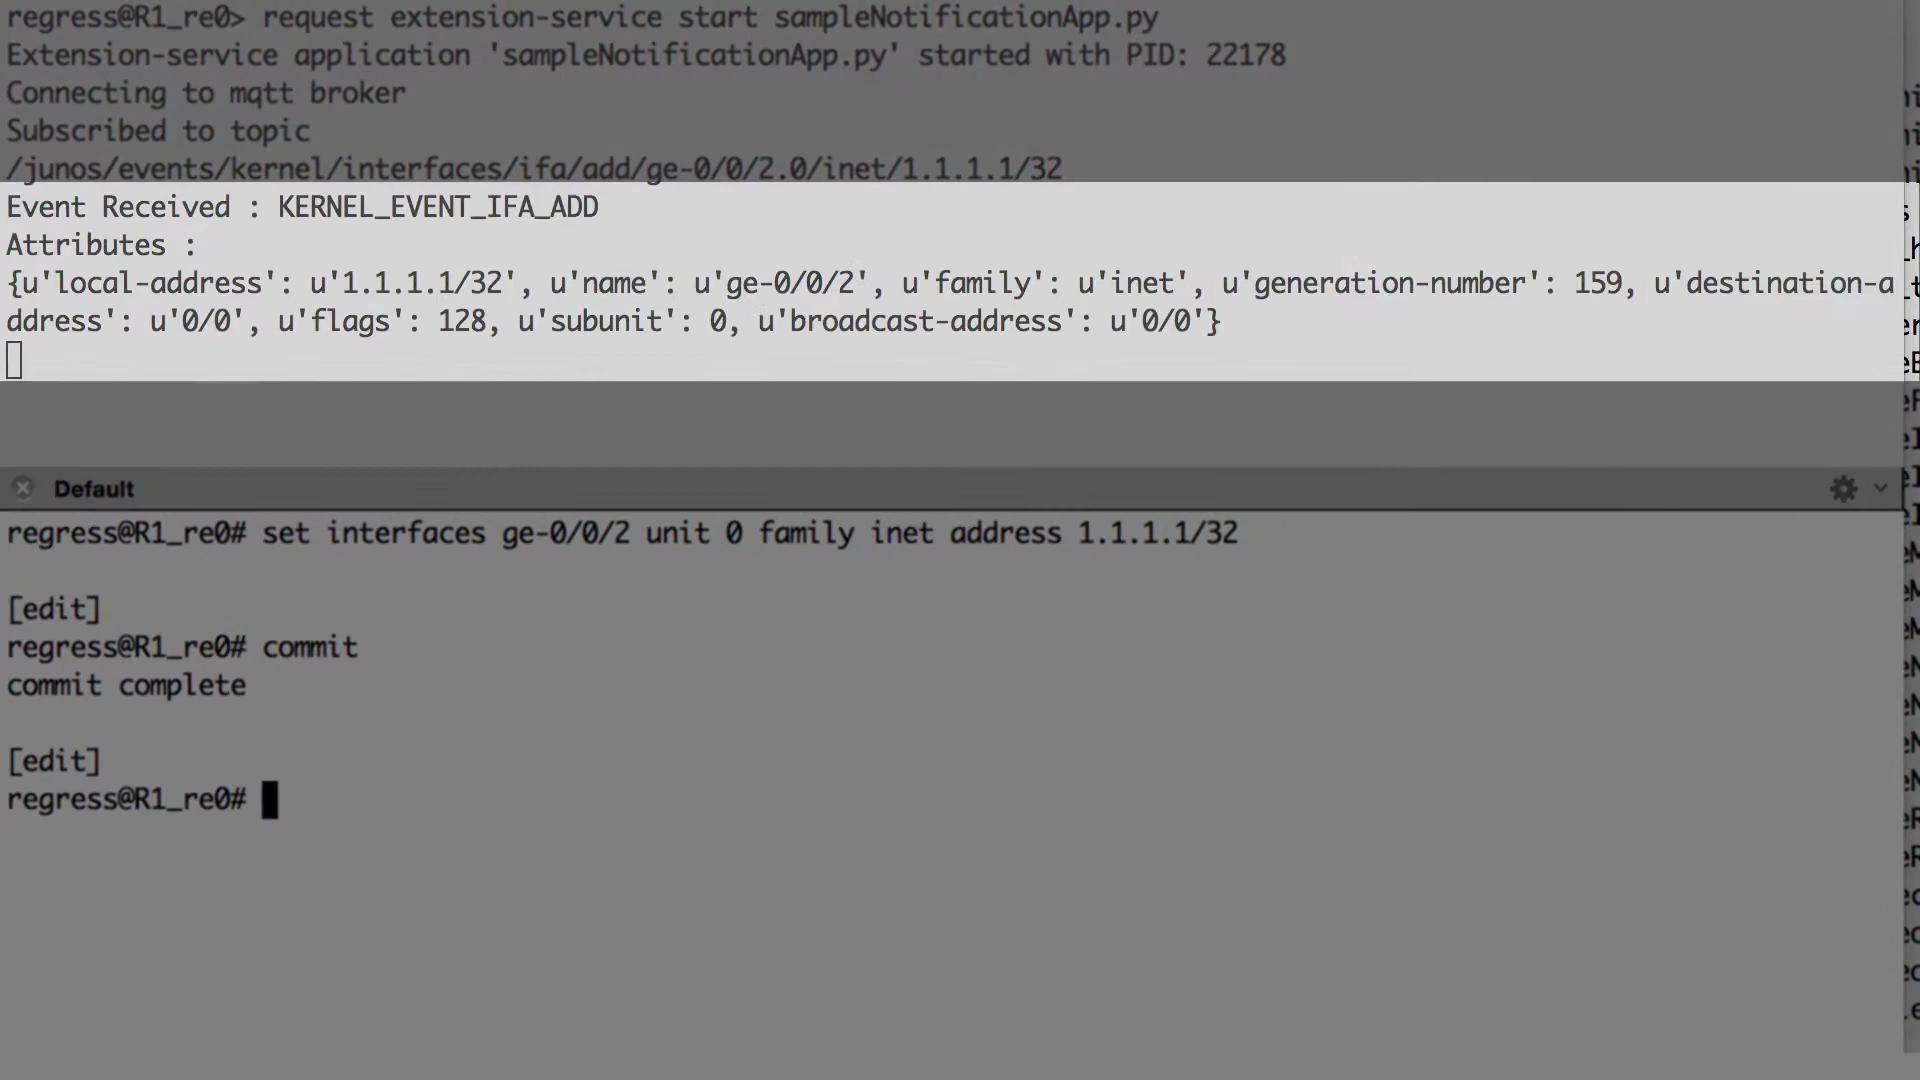 regress@R1_re0> request extension-service start sampleNotificationApp.py
Extension-service application 'sampleNotificationApp.py' started with PID: 22178
Connecting to mqtt broker
Subscribed to topic
/junos/events/kernel/interfaces/ifa/add/ge-0/0/2.0/inet/1.1.1.1/32
Event Received : KERNEL_EVENT_IFA_ADD
Attributes :
{u'local-address': u'1.1.1.1/32', u'name': u'ge-0/0/2', u'family': u'inet', u'generation-number': 159, u'destination-a
ddress': u'0/0', u'flags': 128, u'subunit': 0, u'broadcast-address': u'0/0'}
Default
regress@R1_re0# set interfaces ge-0/0/2 unit 0 family inet address 1.1.1.1/32
[edit]
regress@R1_re0# commit
commit complete
[edit]
regress@R1_re0#